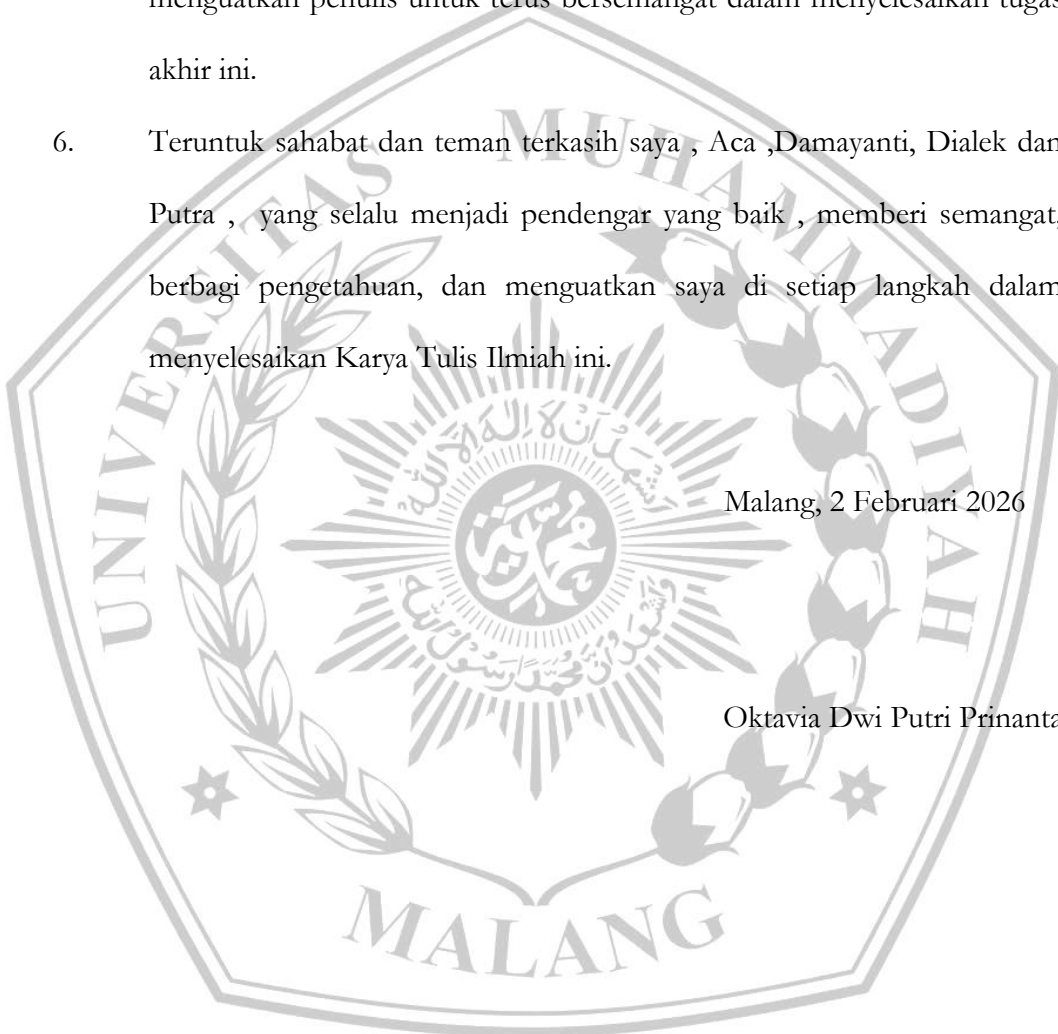 menguatkan penulis untuk terus bersemangat dalam menyelesaikan tugas
akhir ini.
6. Teruntuk sahabat dan teman terkasih saya , Aca ,Damayanti, Dialek dan
Putra , yang selalu menjadi pendengar yang baik , memberi semangat,
berbagi pengetahuan, dan menguatkan saya di setiap langkah dalam
menyelesaikan Karya Tulis Ilmiah ini.
Malang, 2 Februari 2026
Oktavia Dwi Putri Prinanta
UNIVERSITAS MUHAMMADIYAH
MALANG